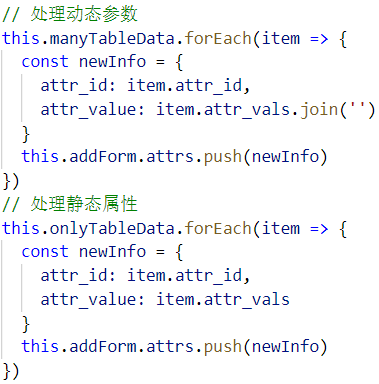 // 处理动态参数
this.manyTableData.forEach(item => {
  const newInfo = {
    attr_id: item.attr_id,
    attr_value: item.attr_vals.join('')
  }
  this.addForm.attrs.push(newInfo)
})
// 处理静态属性
this.onlyTableData.forEach(item => {
  const newInfo = {
    attr_id: item.attr_id,
    attr_value: item.attr_vals
  }
  this.addForm.attrs.push(newInfo)
})